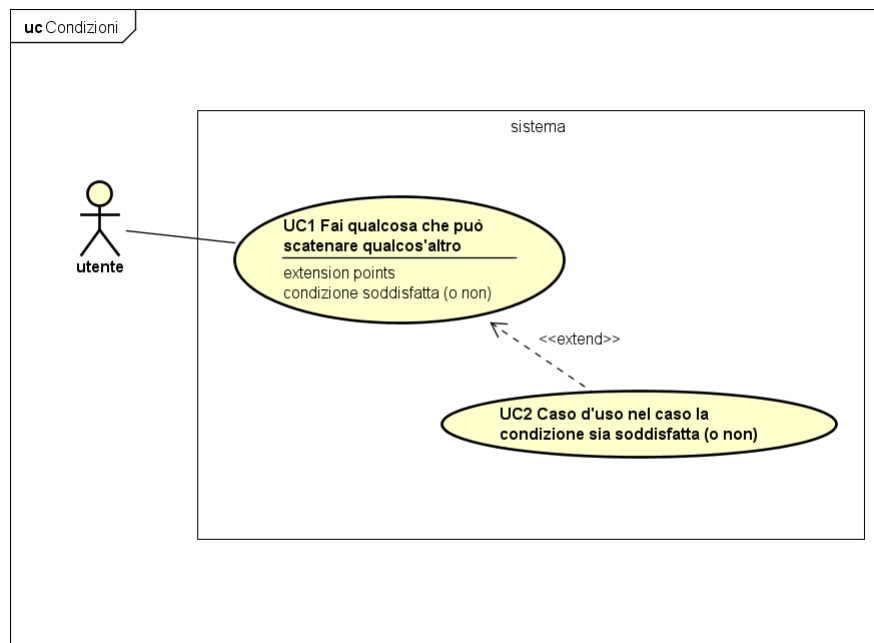 uc Condizioni
sistema
utente
UC1 Fai qualcosa che può
scatenare qualcos'altro
extension points
condizione soddisfatta (o non)
<<extend>>
UC2 Caso d'uso nel caso la
condizione sia soddisfatta (o non)